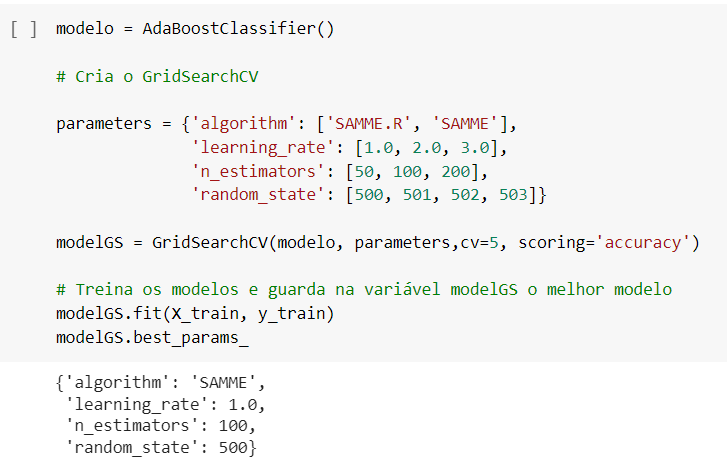 [ ] modelo = AdaBoostClassifier()
# Cria o GridSearchCV
parameters = {'algorithm': ['SAMME.R', 'SAMME'],
'learning_rate': [1.0, 2.0, 3.0],
'n_estimators': [50, 100, 200],
'random_state': [500, 501, 502, 503]}
modelGS = GridSearchCV(modelo, parameters,cv=5, scoring='accuracy')
# Treina os modelos e guarda na variável modelGS o melhor modelo
modelGS.fit(X_train, y_train)
modelGS.best_params_
{'algorithm': 'SAMME',
'learning_rate': 1.0,
'n_estimators': 100,
'random_state': 500}